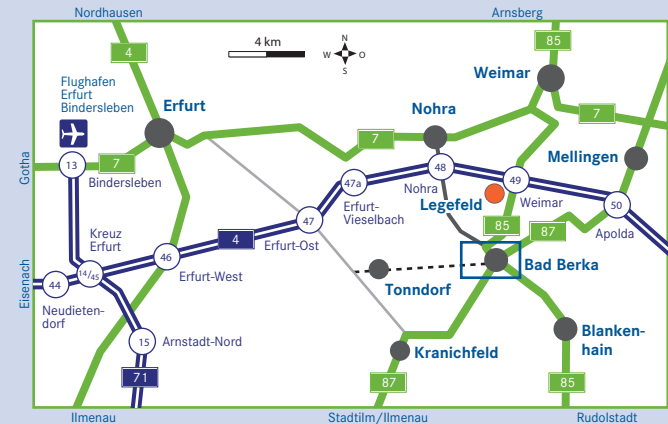 Nordhausen
Arnsberg
4
85
4 km
N
W
O
S
Weimar
Flughafen
Erfurt
Bindersleben
Erfurt
Nohra
7
7
Mellingen
13
7
Bindersleben
Gotha
48
Nohra
47a
Erfurt-
Vieselbach
49
Weimar
Legefeld
50
Apolda
47
Erfurt-Ost
85
87
Kreuz
Erfurt
4
46
Erfurt-West
Bad Berka
Eisenach
14/45
44
Neudieten-
dorf
Tonndorf
15
Arnstadt-Nord
Blanken-
hain
Kranichfeld
71
87
85
Ilmenau
Stadtilm/Ilmenau
Rudolstadt